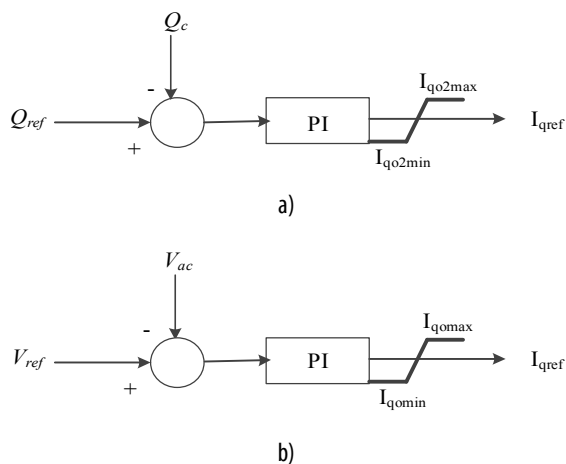 Q_c
-
I_qo2max
Q_ref
+
PI
I_qref
I_qo2min
a)
V_ac
-
I_qomax
V_ref
+
PI
I_qref
I_qomin
b)